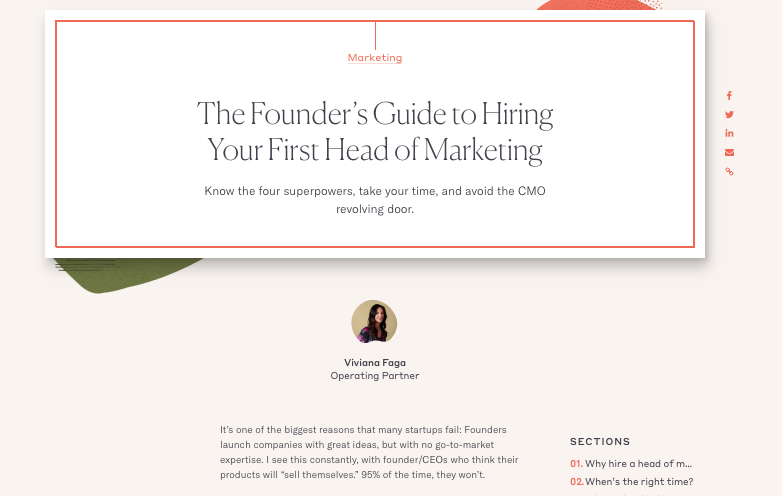 Marketing
The Founder’s Guide to Hiring
Your First Head of Marketing
Know the four superpowers, take your time, and avoid the CMO
revolving door.
Viviana Faga
Operating Partner
It’s one of the biggest reasons that many startups fail: Founders
launch companies with great ideas, but with no go-to-market
expertise. I see this constantly, with founder/CEOs who think their
products will “sell themselves.” 95% of the time, they won’t.
SECTIONS
01. Why hire a head of m...
02. When's the right time?